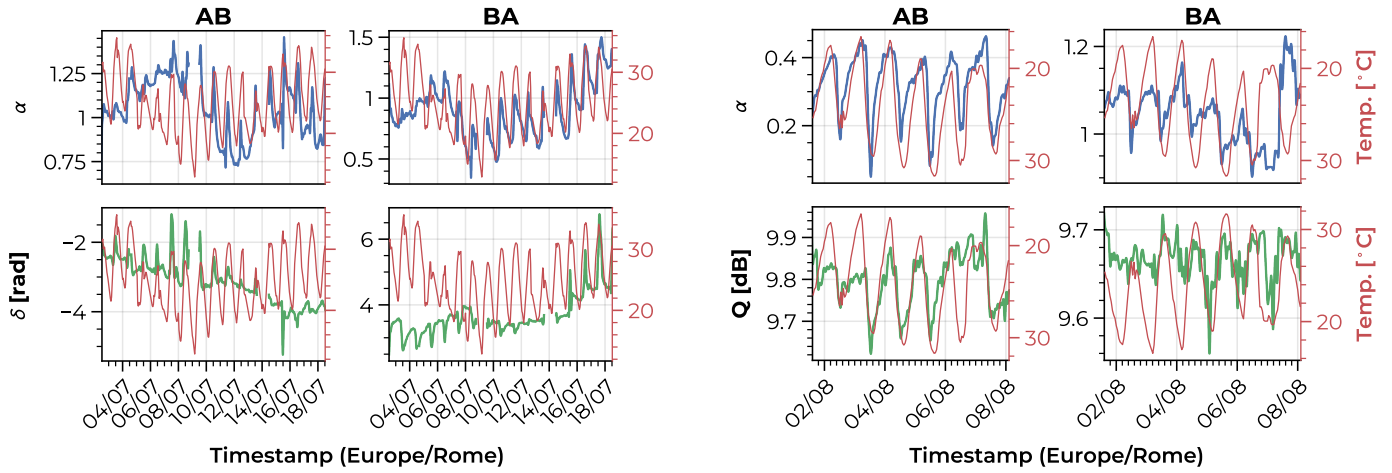 AB BA AB BA
α 1.25 1 0.75 1.5 1 0.5 30 20 Temp. [°C]
α 0.4 0.2 20 30 1.2 1 20 30 Temp. [°C]
δ [rad] −2 −4 6 4 30 20
Q [dB] 9.9 9.8 9.7 20 30 9.7 9.6 30 20 Temp. [°C]
04/07 06/07 08/07 10/07 12/07 14/07 16/07 18/07
04/07 06/07 08/07 10/07 12/07 14/07 16/07 18/07
02/08 04/08 06/08 08/08
02/08 04/08 06/08 08/08
Timestamp (Europe/Rome) Timestamp (Europe/Rome)